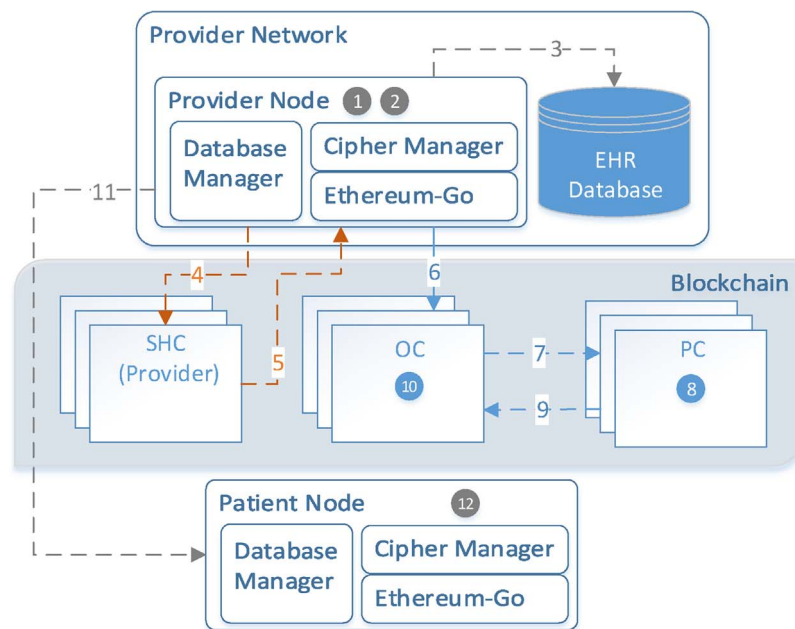 Provider Network
3
Provider Node 1 2
Database
Manager
Cipher Manager
Ethereum-Go
EHR
Database
11
4
5
6
Blockchain
SHC
(Provider)
OC
10
7
9
PC
8
Patient Node 12
Database
Manager
Cipher Manager
Ethereum-Go